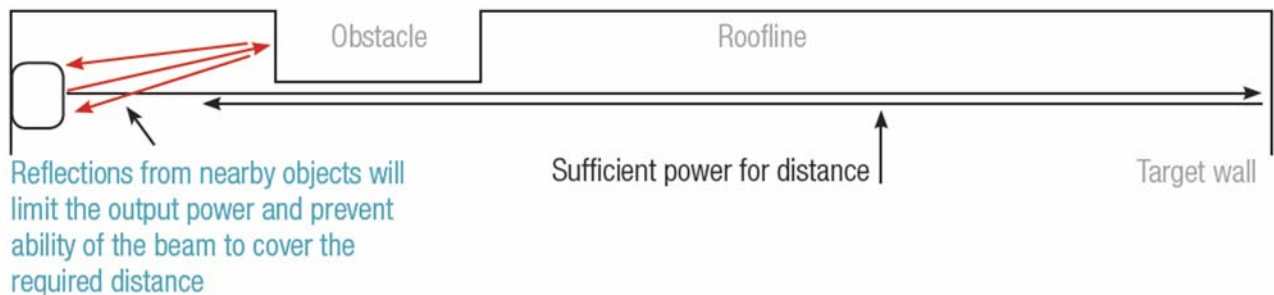 Obstacle
Roofline
Reflections from nearby objects will
limit the output power and prevent
ability of the beam to cover the
required distance
Sufficient power for distance
Target wall